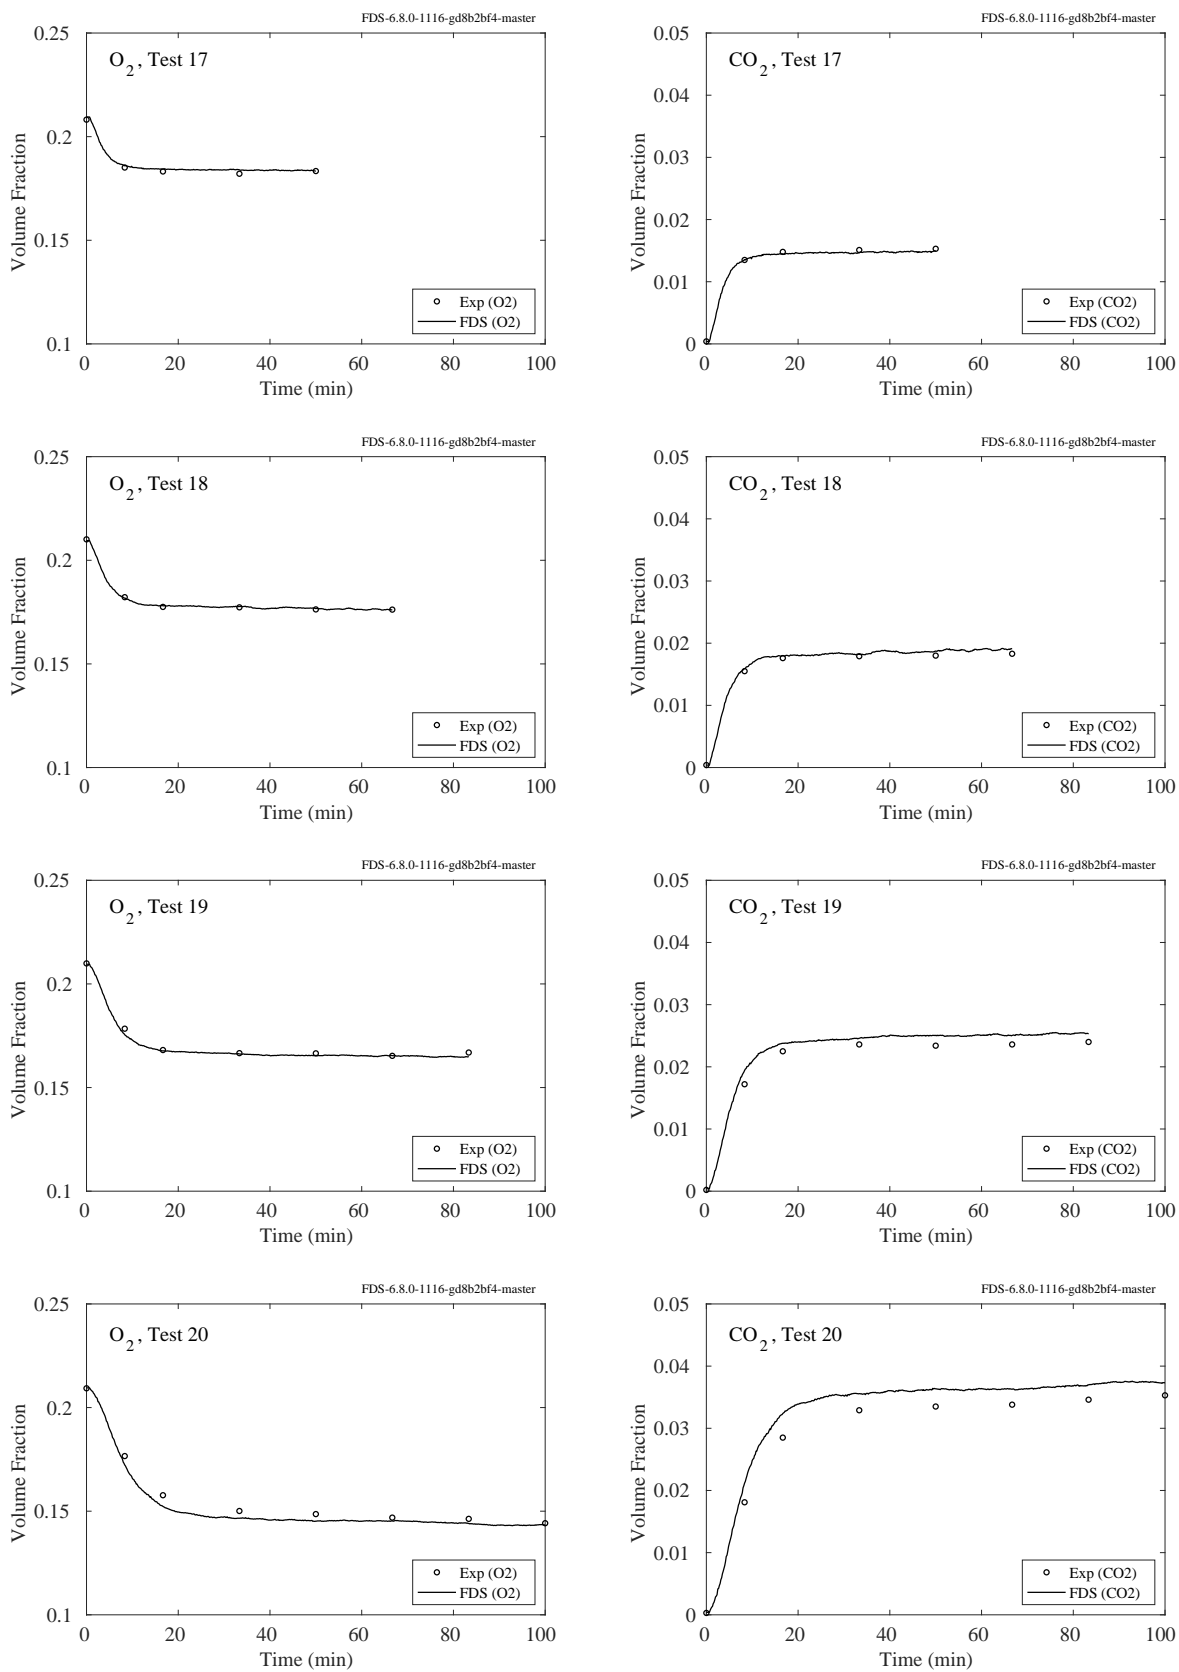 FDS-6.8.0-1116-gd8b2bf4-master
O2, Test 17
0.25
0.2
0.15
0.1
Volume Fraction
Exp (O2)
FDS (O2)
0 20 40 60 80 100
Time (min)
FDS-6.8.0-1116-gd8b2bf4-master
CO2, Test 17
0.05
0.04
0.03
0.02
0.01
0
Volume Fraction
Exp (CO2)
FDS (CO2)
0 20 40 60 80 100
Time (min)
FDS-6.8.0-1116-gd8b2bf4-master
O2, Test 18
0.25
0.2
0.15
0.1
Volume Fraction
Exp (O2)
FDS (O2)
0 20 40 60 80 100
Time (min)
FDS-6.8.0-1116-gd8b2bf4-master
CO2, Test 18
0.05
0.04
0.03
0.02
0.01
0
Volume Fraction
Exp (CO2)
FDS (CO2)
0 20 40 60 80 100
Time (min)
FDS-6.8.0-1116-gd8b2bf4-master
O2, Test 19
0.25
0.2
0.15
0.1
Volume Fraction
Exp (O2)
FDS (O2)
0 20 40 60 80 100
Time (min)
FDS-6.8.0-1116-gd8b2bf4-master
CO2, Test 19
0.05
0.04
0.03
0.02
0.01
0
Volume Fraction
Exp (CO2)
FDS (CO2)
0 20 40 60 80 100
Time (min)
FDS-6.8.0-1116-gd8b2bf4-master
O2, Test 20
0.25
0.2
0.15
0.1
Volume Fraction
Exp (O2)
FDS (O2)
0 20 40 60 80 100
Time (min)
FDS-6.8.0-1116-gd8b2bf4-master
CO2, Test 20
0.05
0.04
0.03
0.02
0.01
0
Volume Fraction
Exp (CO2)
FDS (CO2)
0 20 40 60 80 100
Time (min)